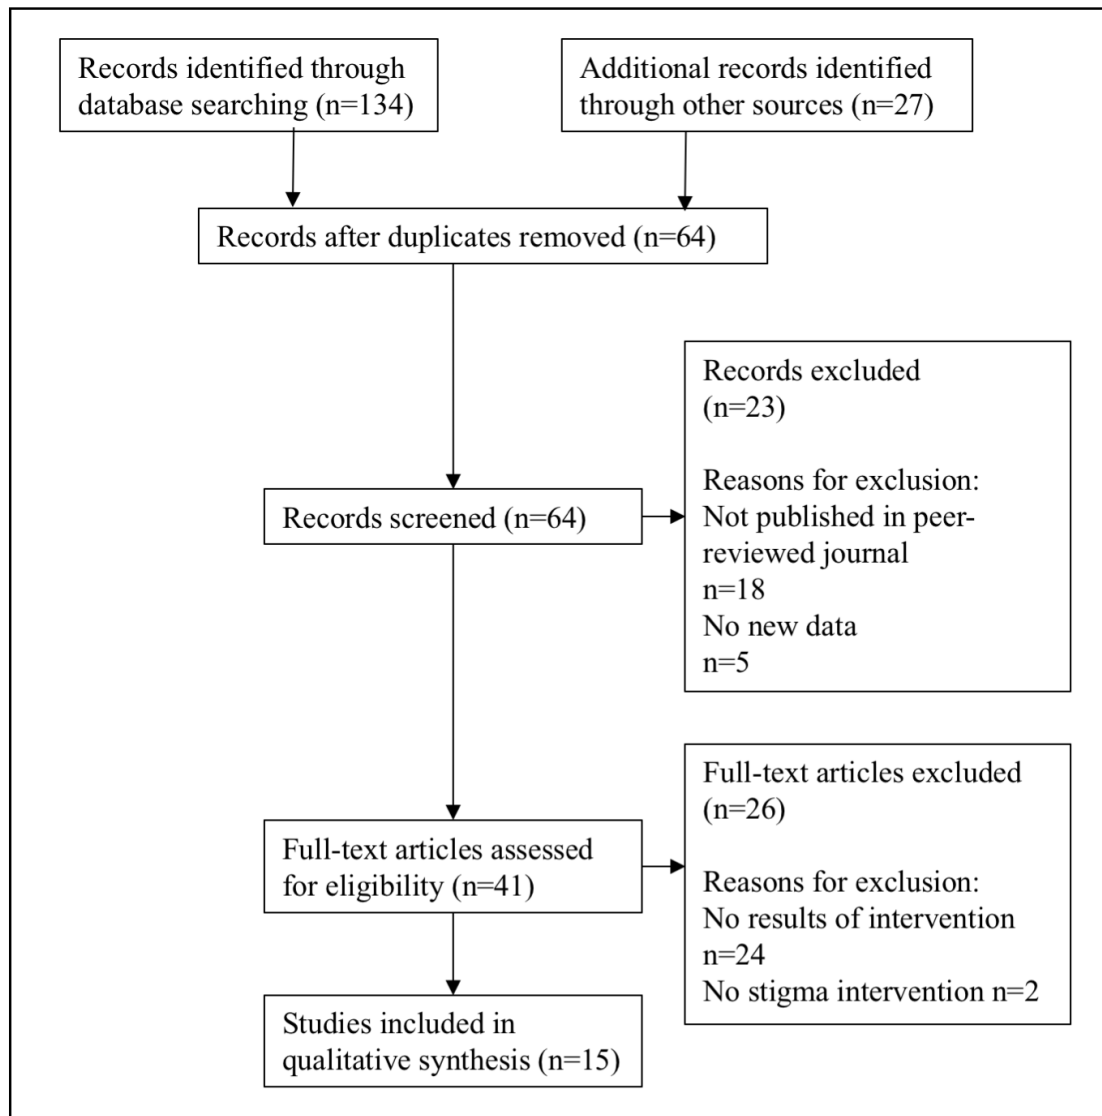 Records identified through
database searching (n=134)
Additional records identified
through other sources (n=27)
Records after duplicates removed (n=64)
Records excluded
(n=23)
Reasons for exclusion:
Not published in peer-
reviewed journal
n=18
No new data
n=5
Records screened (n=64)
Full-text articles excluded
(n=26)
Reasons for exclusion:
No results of intervention
n=24
No stigma intervention n=2
Full-text articles assessed
for eligibility (n=41)
Studies included in
qualitative synthesis (n=15)